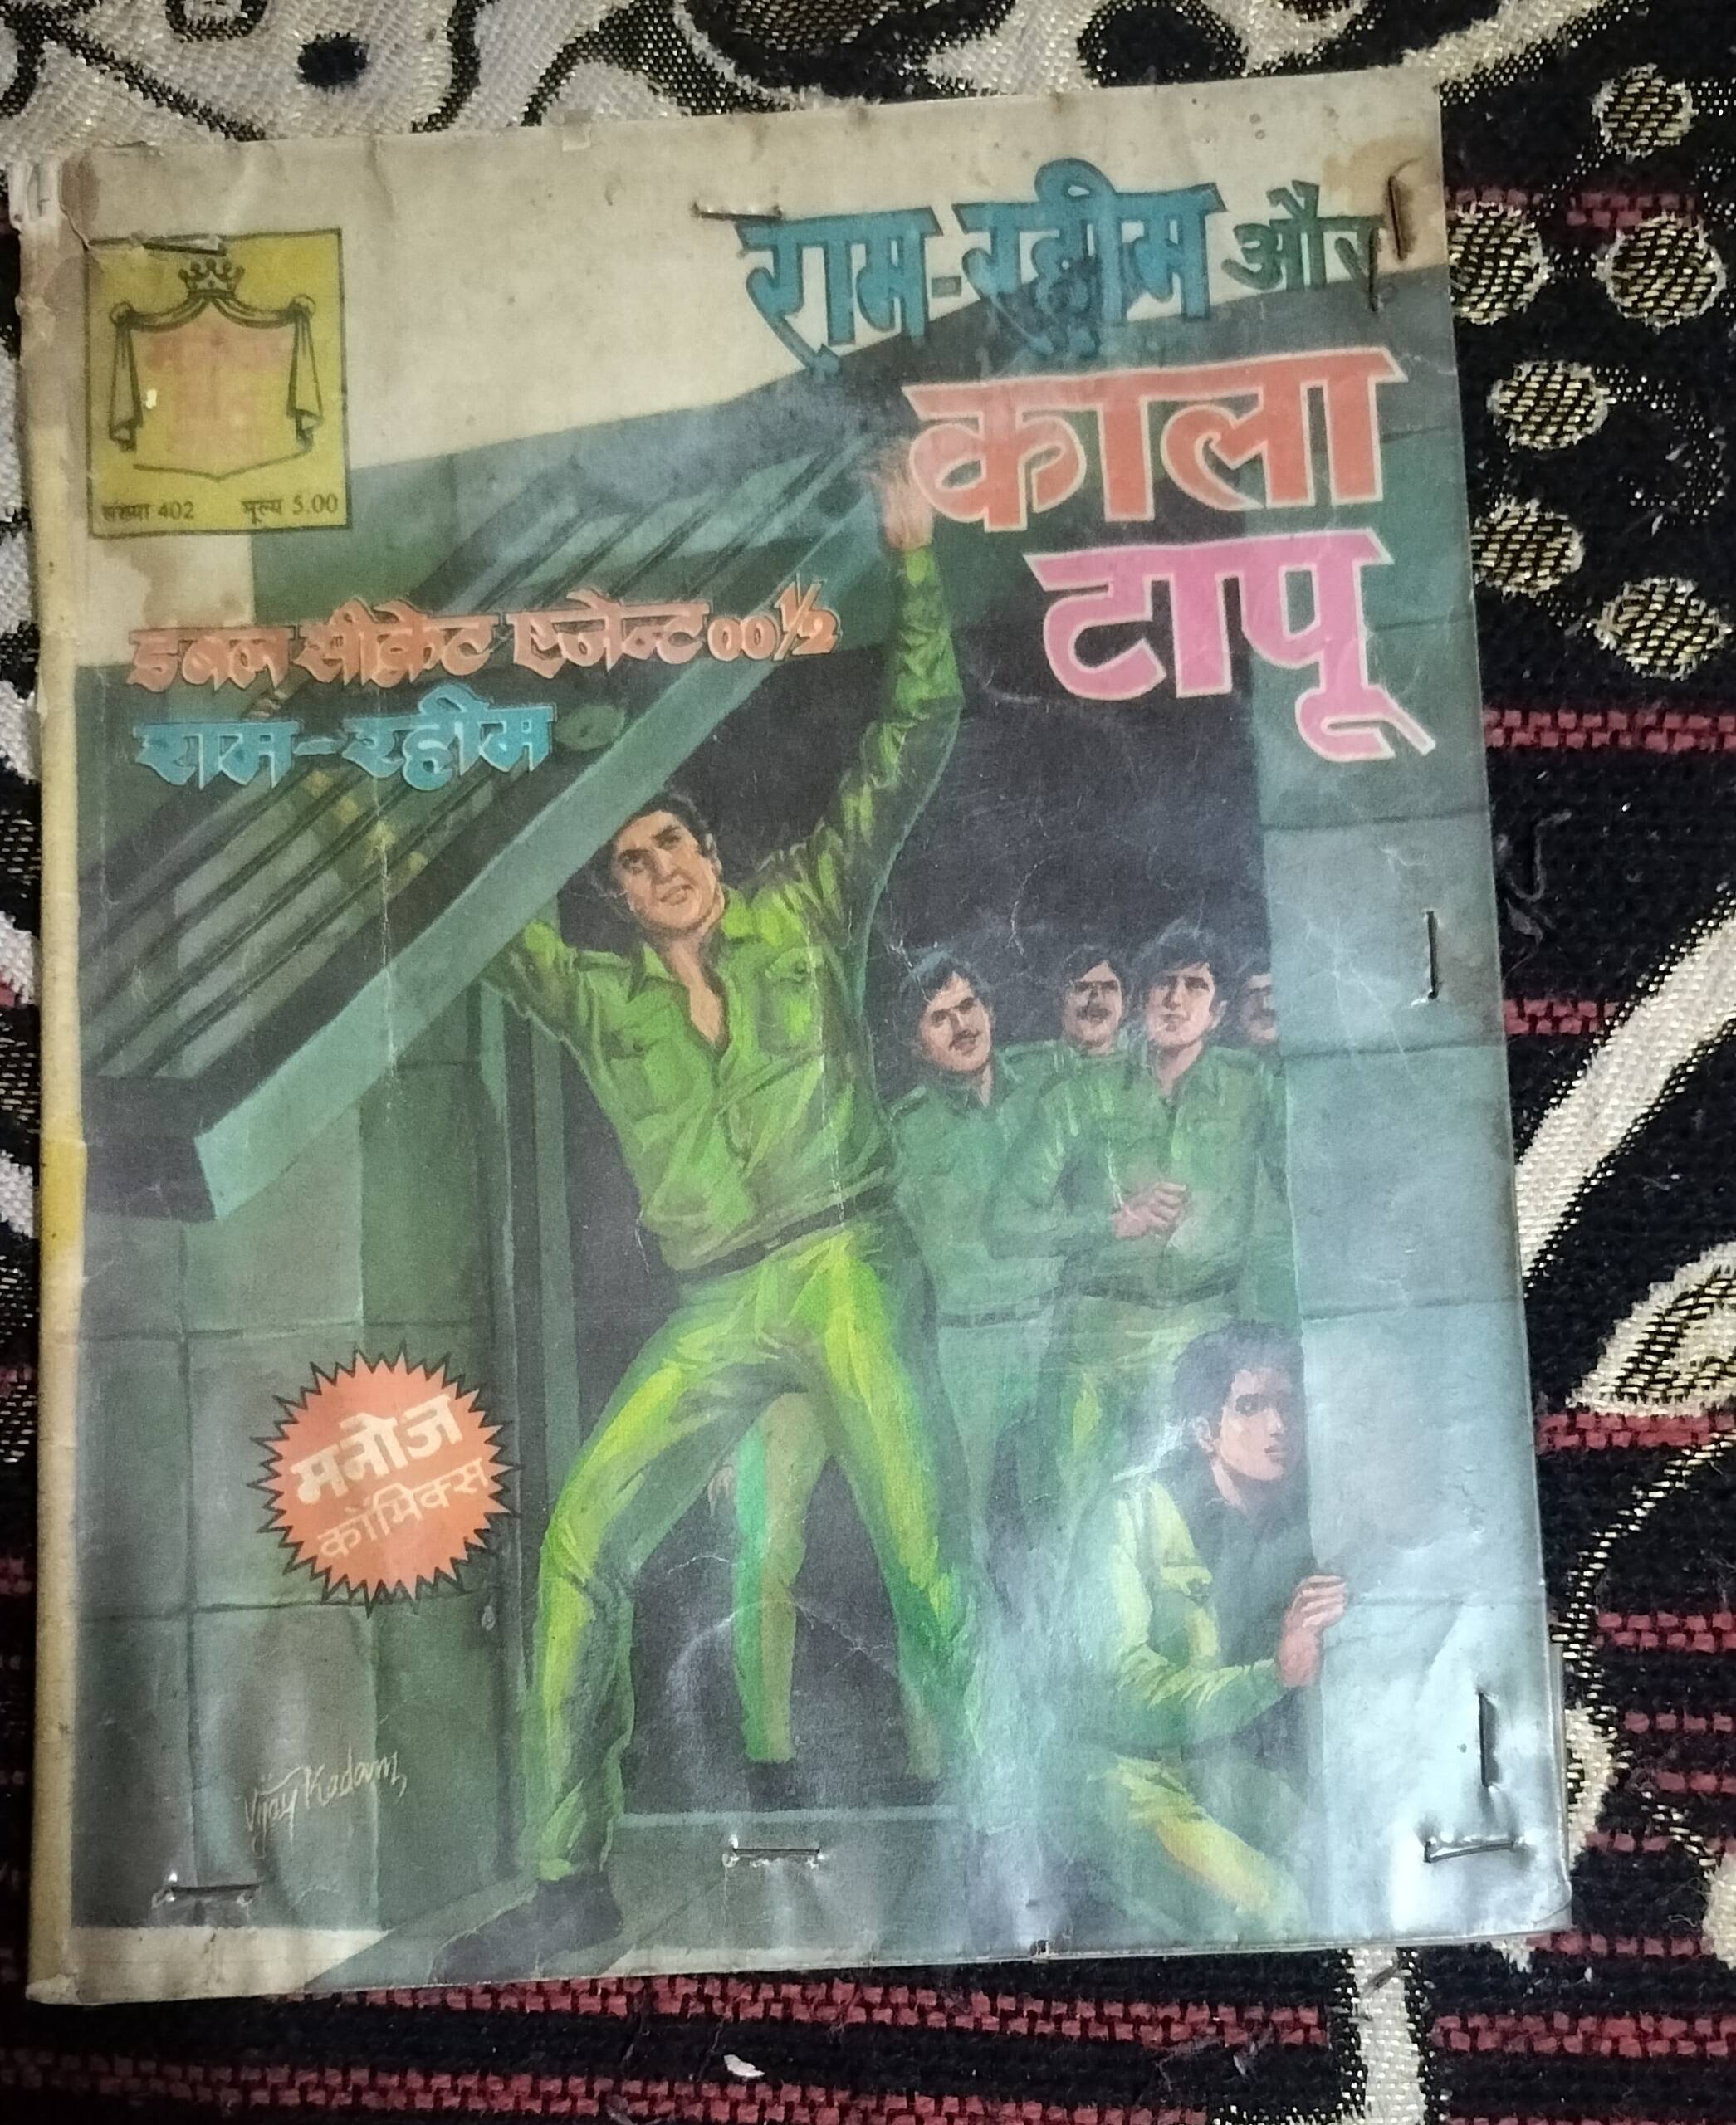 राम-रहीम और
काला
टापू
संख्या 402 मूल्य 5.00
डबल सीक्रेट एजेन्ट 00½
राम-रहीम
मनोज
कॉमिक्स
Vijay Kadam